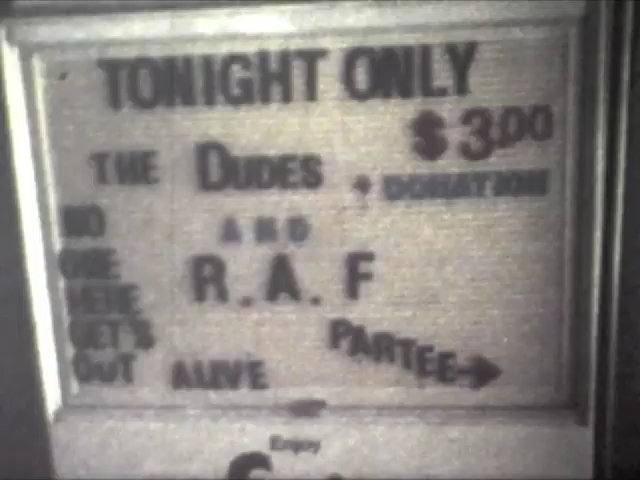 TONIGHT ONLY
$3.00
THE DUDES
DONATION
AND
R.A.F
NO
ONE
HERE
GET'S
OUT ALIVE
PARTEE→
Enjoy